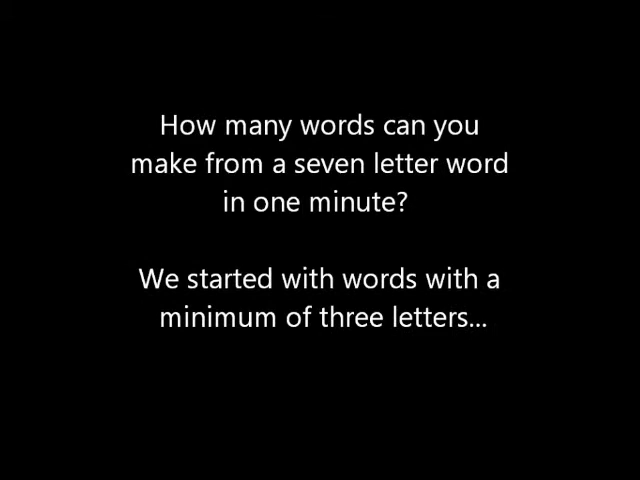 How many words can you
make from a seven letter word
in one minute?
We started with words with a
minimum of three letters...